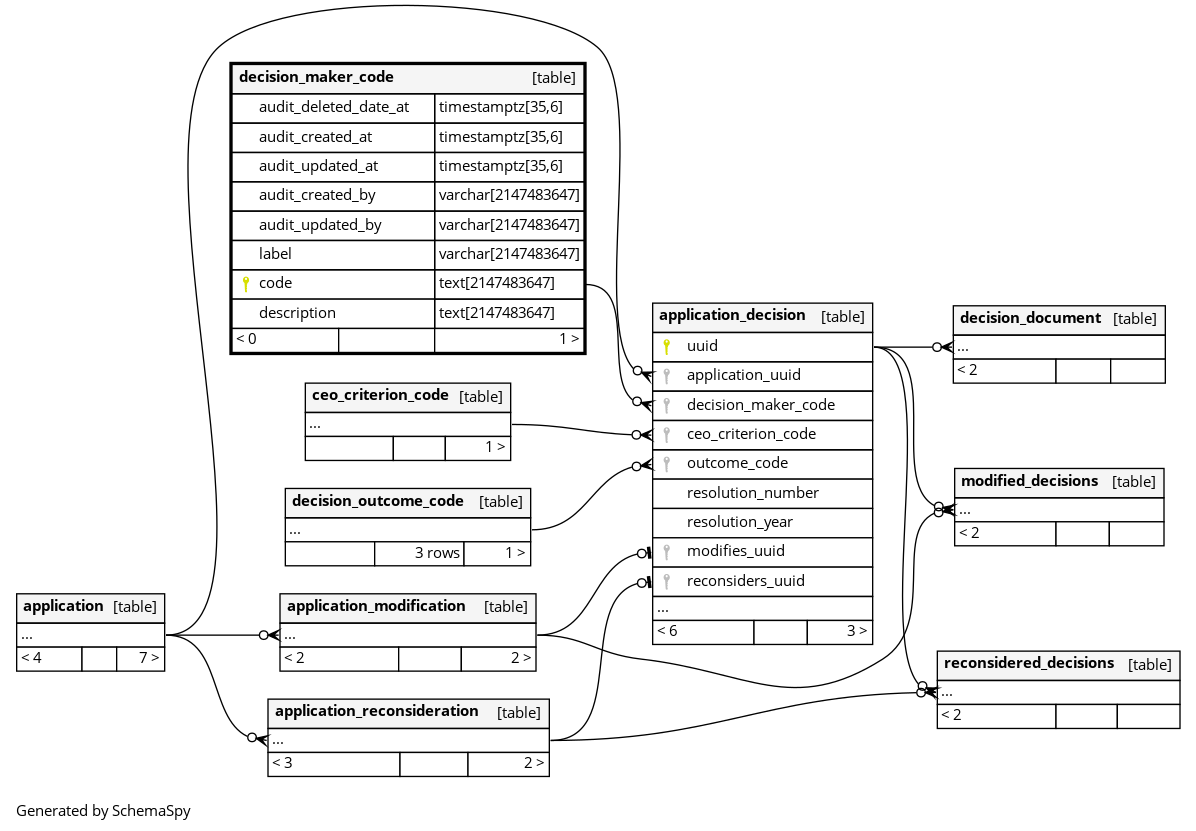 decision_maker_code [table]
audit_deleted_date_at timestamptz[35,6]
audit_created_at timestamptz[35,6]
audit_updated_at timestamptz[35,6]
audit_created_by varchar[2147483647]
audit_updated_by varchar[2147483647]
label varchar[2147483647]
code text[2147483647]
description text[2147483647]
< 0 1 >
ceo_criterion_code [table]
...
1 >
decision_outcome_code [table]
...
3 rows 1 >
application [table]
...
< 4 7 >
application_modification [table]
...
< 2 2 >
application_reconsideration [table]
...
< 3 2 >
application_decision [table]
uuid
application_uuid
decision_maker_code
ceo_criterion_code
outcome_code
resolution_number
resolution_year
modifies_uuid
reconsiders_uuid
...
< 6 3 >
decision_document [table]
...
< 2
modified_decisions [table]
...
< 2
reconsidered_decisions [table]
...
< 2
Generated by SchemaSpy